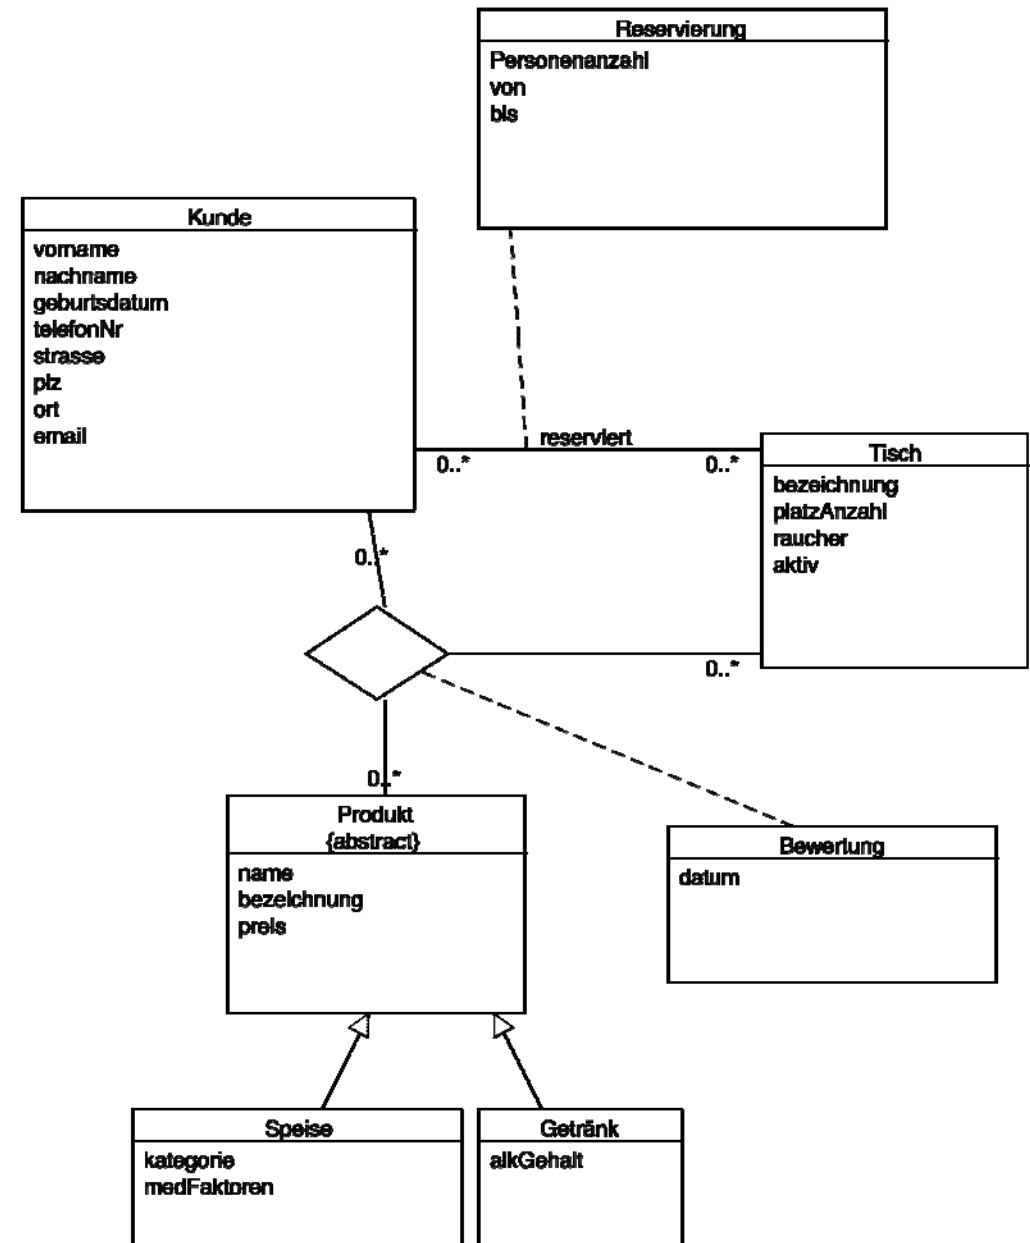 Reservierung
Personenanzahl
von
bis
Kunde
vorname
nachname
geburtsdatum
telefonNr
strasse
plz
ort
email
reserviert
0..*
0..*
Tisch
bezeichnung
platzAnzahl
raucher
aktiv
0..*
0..*
0..*
Produkt
{abstract}
name
bezeichnung
preis
Bewertung
datum
Speise
kategorie
medFaktoren
Getränk
alkGehalt